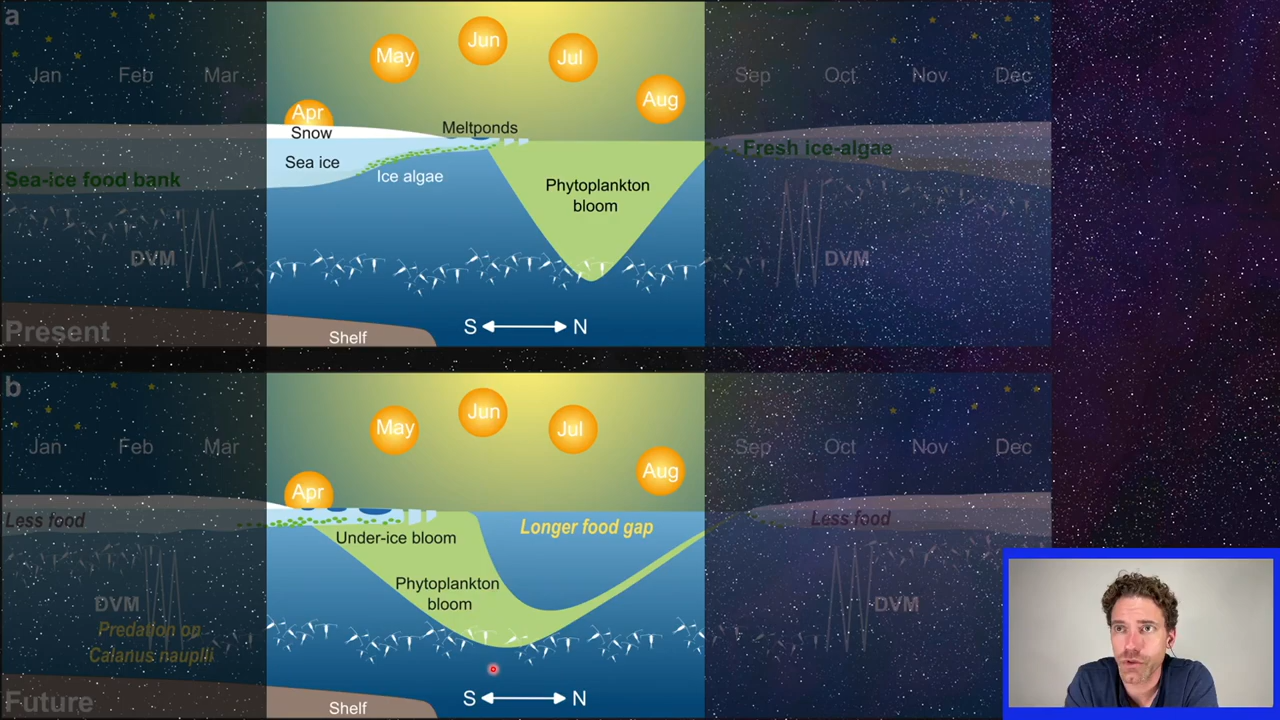 a
Jan Feb Mar Apr May Jun Jul Aug Sep Oct Nov Dec
Snow
Meltponds
Sea ice
Fresh ice-algae
Sea-ice food bank
Ice algae
Phytoplankton
bloom
DVM
DVM
Present
S N
Shelf
b
Jan Feb Mar Apr May Jun Jul Aug Sep Oct Nov Dec
Less food
Longer food gap
Less food
Under-ice bloom
Phytoplankton
bloom
DVM
DVM
Predation on
Calanus nauplii
Future
S N
Shelf